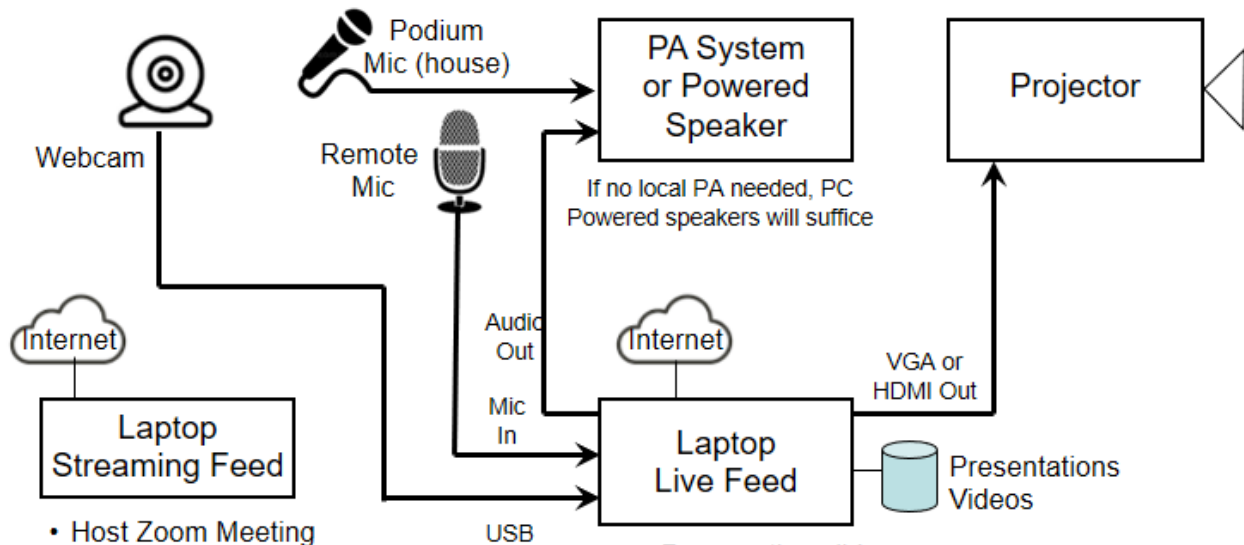 Podium
Mic (house)
PA System
or Powered
Speaker
Projector
Webcam
Remote
Mic
If no local PA needed, PC
Powered speakers will suffice
Internet
Audio
Out
Internet
VGA or
HDMI Out
Laptop
Streaming Feed
Mic
In
Laptop
Live Feed
Presentations
Videos
• Host Zoom Meeting
USB